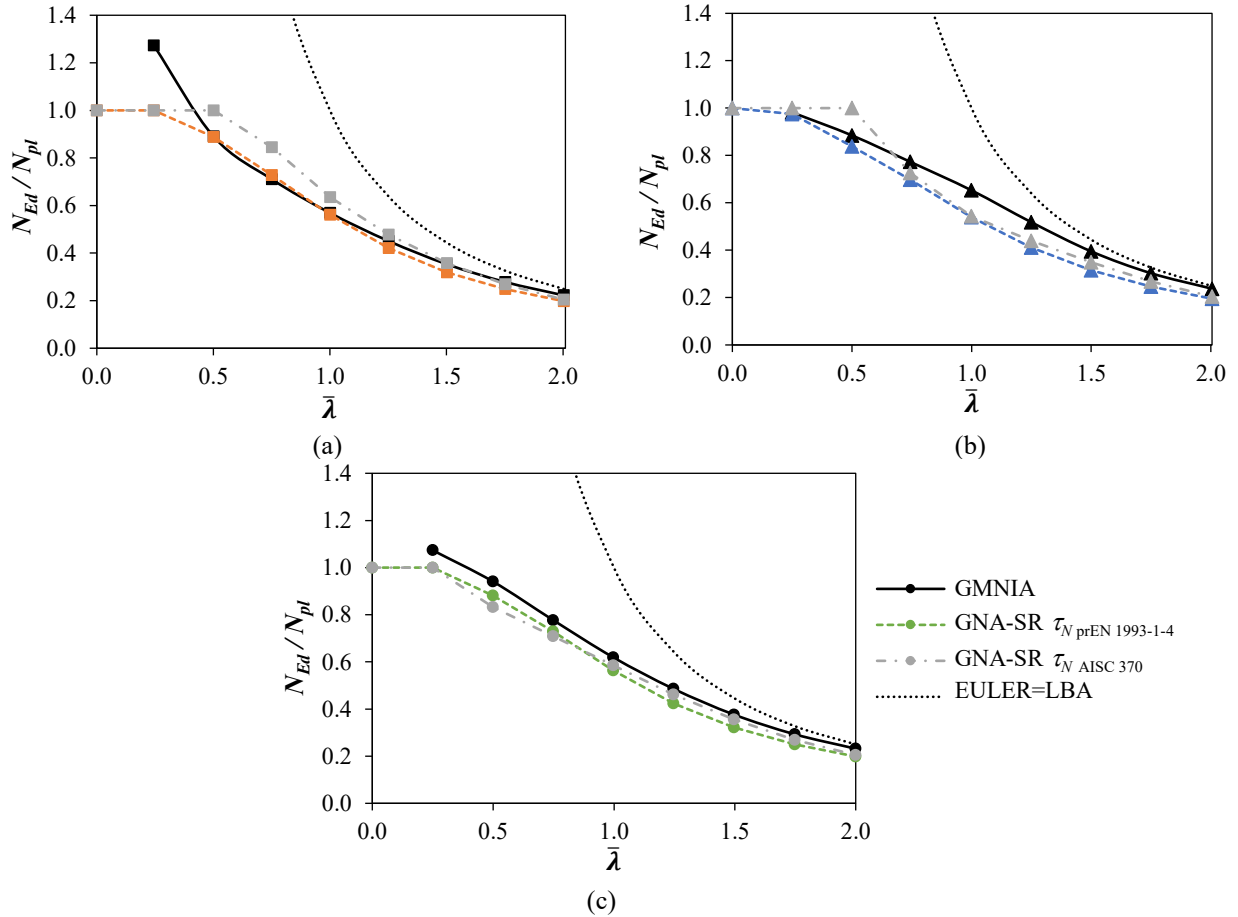 1.4
1.2
1.0
0.8
0.6
0.4
0.2
0.0
N_Ed / N_pl
0.0 0.5 1.0 1.5 2.0
λ̄
(a)
1.4
1.2
1.0
0.8
0.6
0.4
0.2
0.0
N_Ed / N_pl
0.0 0.5 1.0 1.5 2.0
λ̄
(b)
1.4
1.2
1.0
0.8
0.6
0.4
0.2
0.0
N_Ed / N_pl
0.0 0.5 1.0 1.5 2.0
λ̄
(c)
GMNIA
GNA-SR τ_N prEN 1993-1-4
GNA-SR τ_N AISC 370
EULER=LBA